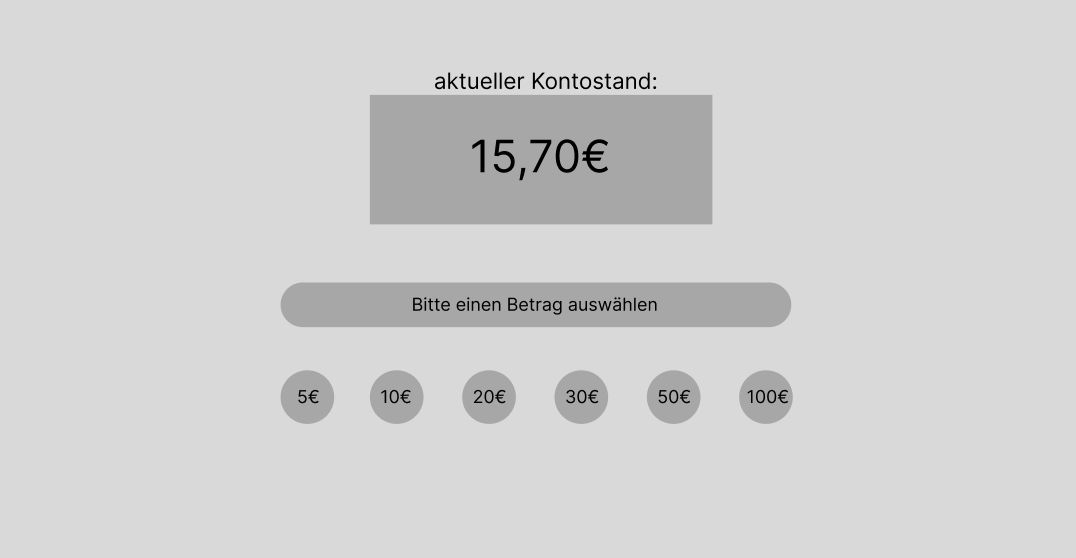 aktueller Kontostand:
15,70€
Bitte einen Betrag auswählen
5€ 10€ 20€ 30€ 50€ 100€